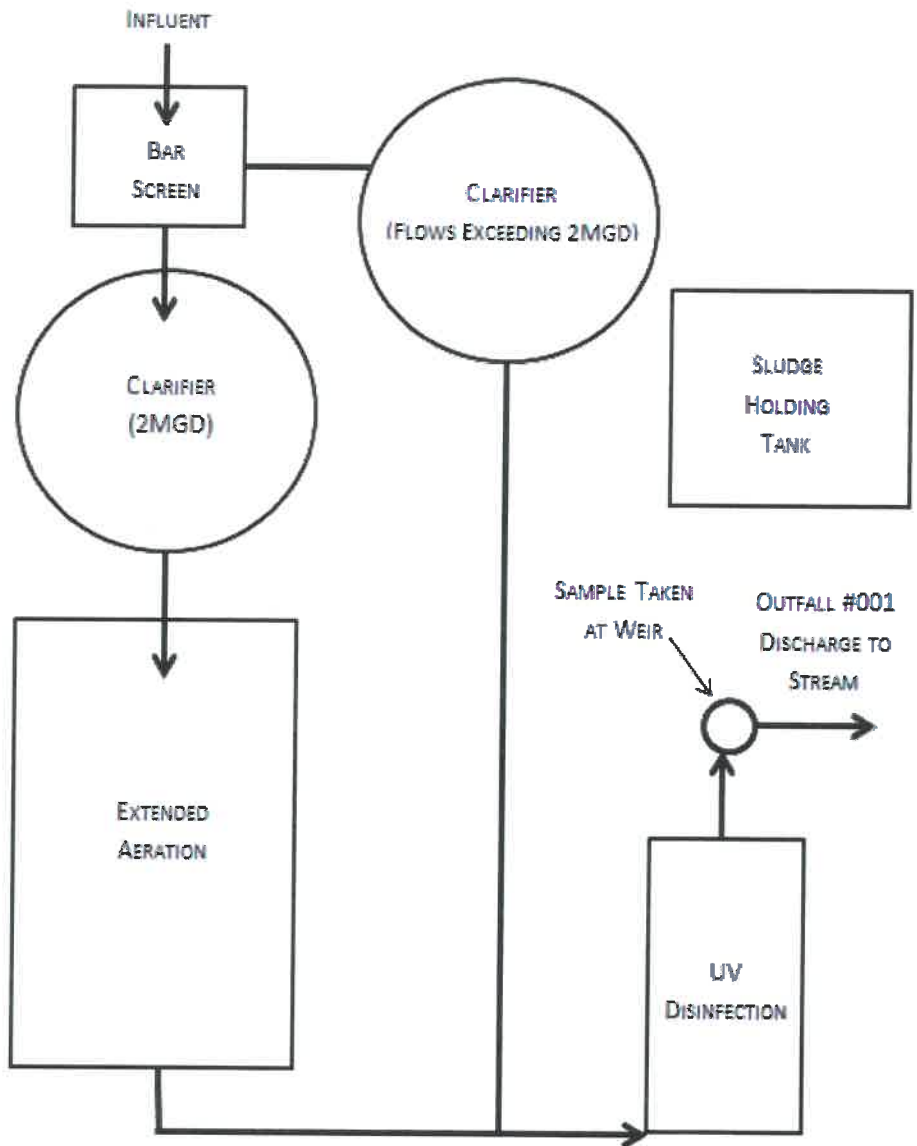 INFLUENT
BAR
SCREEN
CLARIFIER
(FLOWS EXCEEDING 2MGD)
CLARIFIER
(2MGD)
SLUDGE
HOLDING
TANK
SAMPLE TAKEN
AT WEIR
OUTFALL #001
DISCHARGE TO
STREAM
EXTENDED
AERATION
UV
DISINFECTION